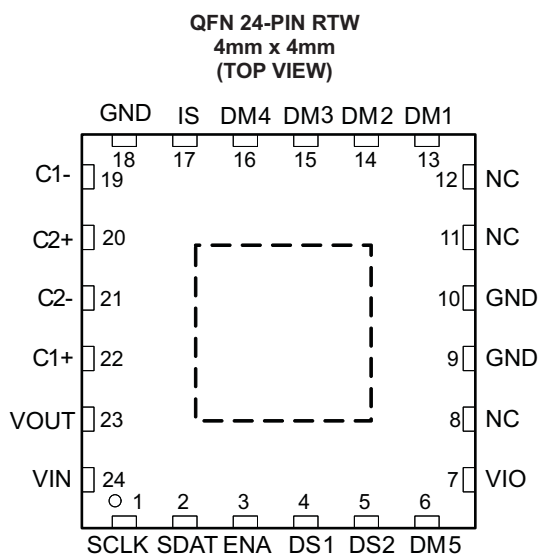 QFN 24-PIN RTW
4mm x 4mm
(TOP VIEW)
GND IS DM4 DM3 DM2 DM1
18 17 16 15 14 13
C1- 19 12 NC
C2+ 20 11 NC
C2- 21 10 GND
C1+ 22 9 GND
VOUT 23 8 NC
VIN 24 7 VIO
1 2 3 4 5 6
SCLK SDAT ENA DS1 DS2 DM5